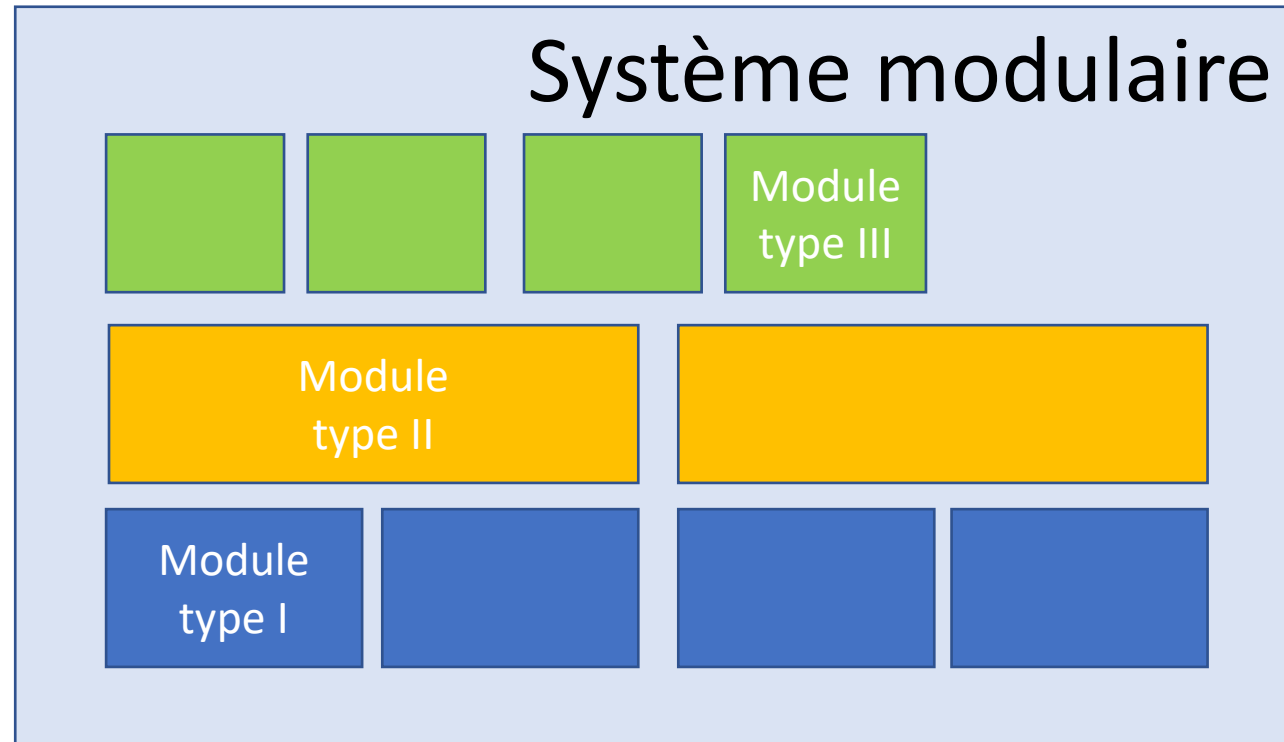 Système modulaire
Module
type III
Module
type II
Module
type I